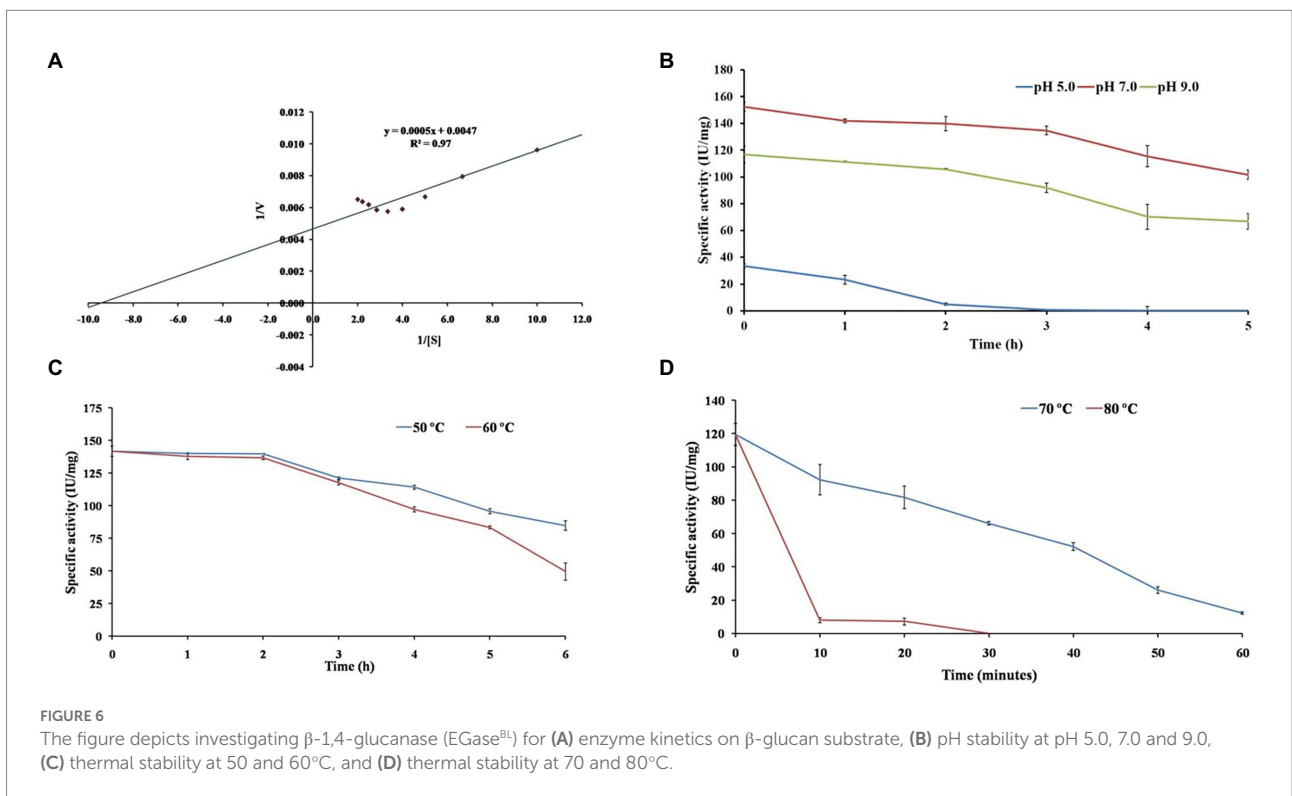 A
y = 0.0005x + 0.0047
R² = 0.97
0.012
0.010
0.008
0.006
0.004
0.002
0.000
-0.002
-0.004
1/V
-10.0 -8.0 -6.0 -4.0 -2.0 0.0 2.0 4.0 6.0 8.0 10.0 12.0
1/[S]
B
pH 5.0 pH 7.0 pH 9.0
180
160
140
120
100
80
60
40
20
0
Specific actvity (IU/mg)
0 1 2 3 4 5
Time (h)
C
50 ºC 60 ºC
175
150
125
100
75
50
25
0
Specific activity (IU/mg)
0 1 2 3 4 5 6
Time (h)
D
70 ºC 80 ºC
140
120
100
80
60
40
20
0
Specific activity (IU/mg)
0 10 20 30 40 50 60
Time (minutes)
FIGURE 6
The figure depicts investigating β-1,4-glucanase (EGaseᴮᴸ) for (A) enzyme kinetics on β-glucan substrate, (B) pH stability at pH 5.0, 7.0 and 9.0,
(C) thermal stability at 50 and 60°C, and (D) thermal stability at 70 and 80°C.